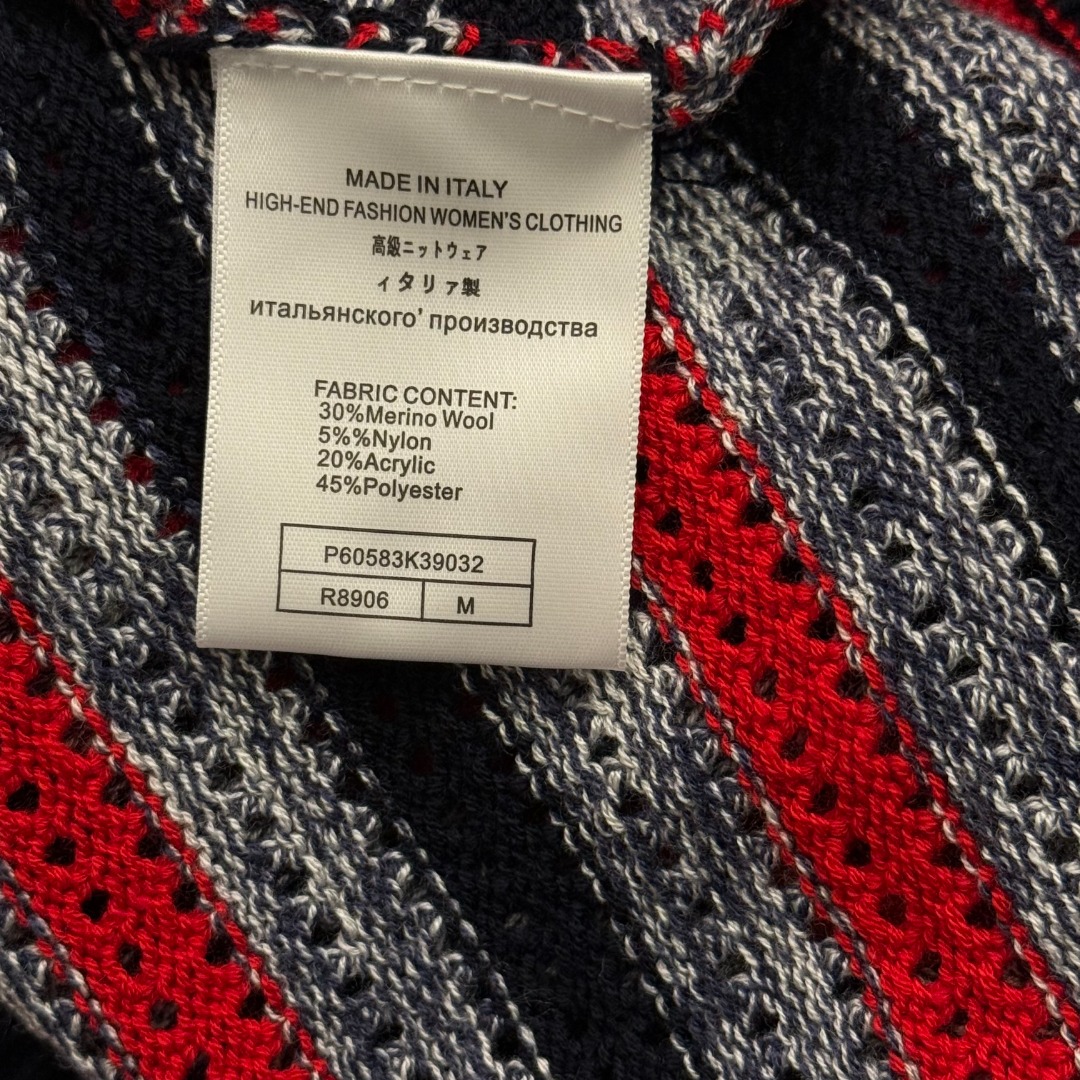 MADE IN ITALY
HIGH-END FASHION WOMEN'S CLOTHING
高級ニットウェア
ィタリァ製
итальянского' производства
FABRIC CONTENT:
30%Merino Wool
5%%Nylon
20%Acrylic
45%Polyester
P60583K39032
R8906 M